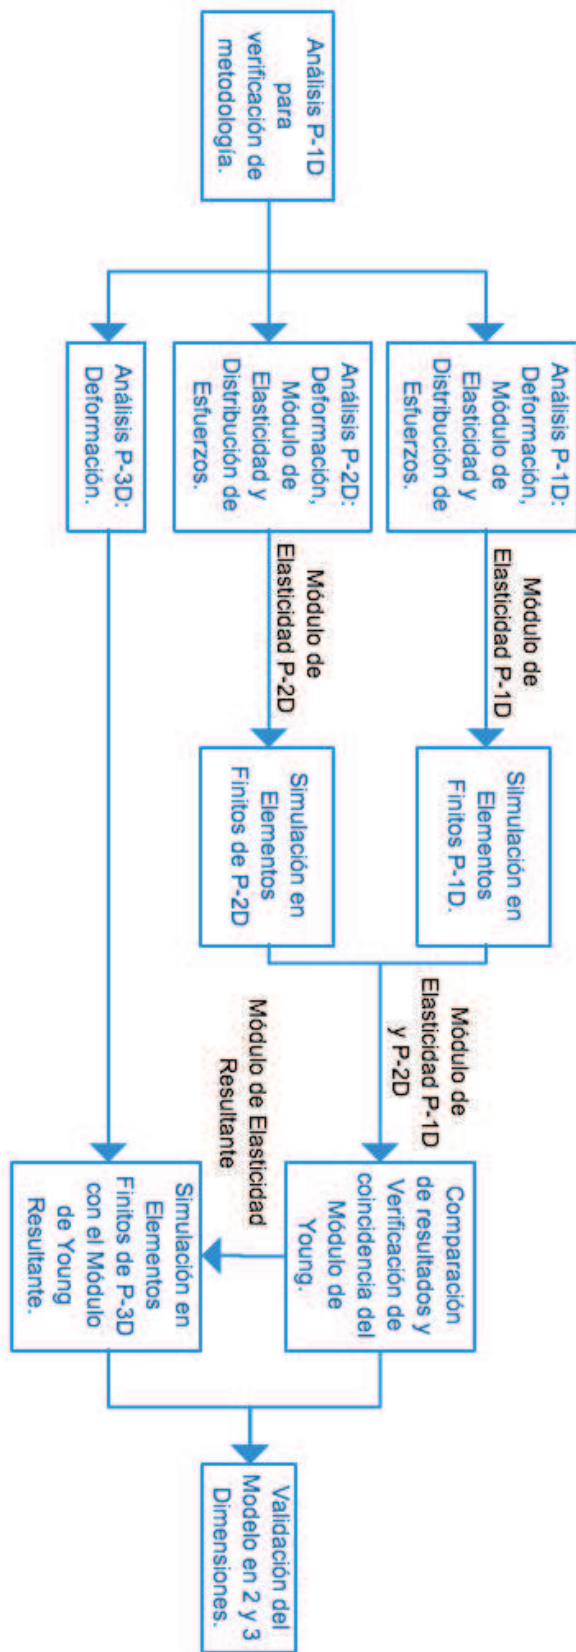 Análisis P-1D
para
verificación de
metodología.
Análisis P-1D:
Deformación,
Módulo de
Elasticidad y
Distribución de
Esfuerzos.
Módulo de
Elasticidad P-1D
Silmulación en
Elementos
Finitos P-1D.
Análisis P-2D:
Deformación,
Módulo de
Elasticidad y
Distribución de
Esfuerzos.
Módulo de
Elasticidad P-2D
Simulación en
Elementos
Finitos de P-2D
Módulo de
Elasticidad P-1D
y P-2D
Comparación
de resultados y
Verificación de
coincidencia del
Módulo de
Young.
Módulo de Elasticidad
Resultante
Análisis P-3D:
Deformación.
Simulación en
Elementos
Finitos de P-3D
con el Módulo
de Young
Resultante.
Validación del
Modelo en 2 y 3
Dimensiones.